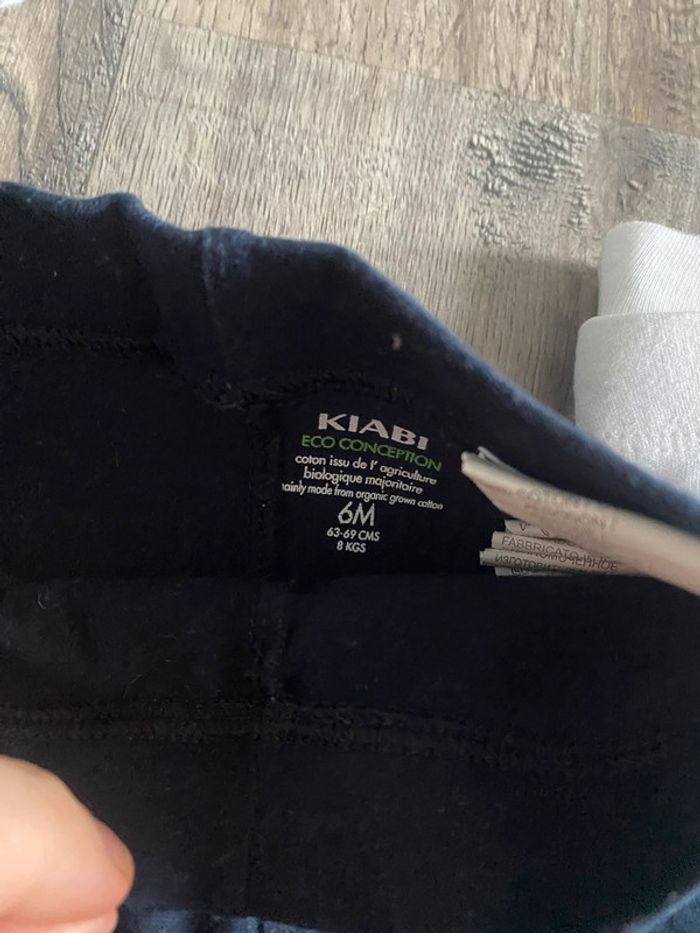 KIABI
ECO CONCEPTION
coton issu de l' agriculture
biologique majoritaire
mainly made from organic grown cotton
6M
63-69 CMS
8 KGS
FABBRICATO
ИЗГОТОВ